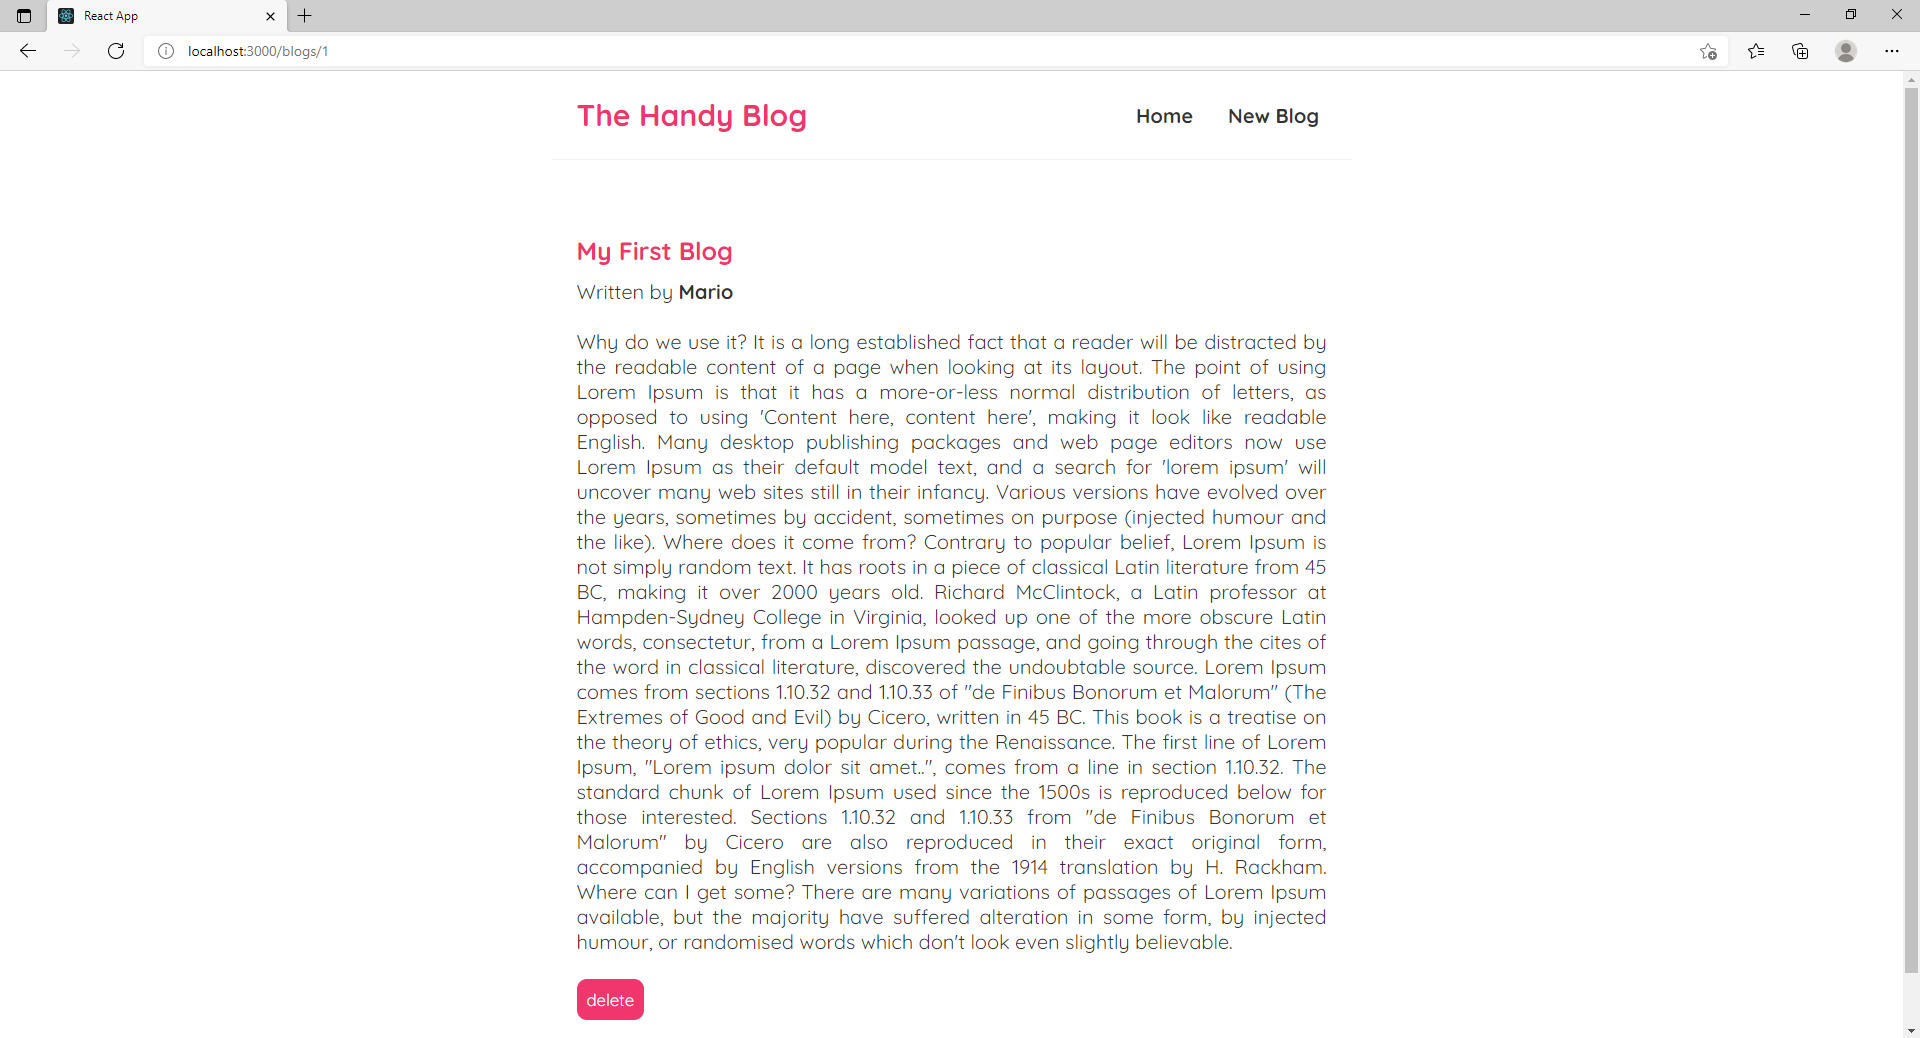 React App
localhost:3000/blogs/1
The Handy Blog
Home
New Blog
My First Blog
Written by Mario
Why do we use it? It is a long established fact that a reader will be distracted by
the readable content of a page when looking at its layout. The point of using
Lorem Ipsum is that it has a more-or-less normal distribution of letters, as
opposed to using 'Content here, content here', making it look like readable
English. Many desktop publishing packages and web page editors now use
Lorem Ipsum as their default model text, and a search for 'lorem ipsum' will
uncover many web sites still in their infancy. Various versions have evolved over
the years, sometimes by accident, sometimes on purpose (injected humour and
the like). Where does it come from? Contrary to popular belief, Lorem Ipsum is
not simply random text. It has roots in a piece of classical Latin literature from 45
BC, making it over 2000 years old. Richard McClintock, a Latin professor at
Hampden-Sydney College in Virginia, looked up one of the more obscure Latin
words, consectetur, from a Lorem Ipsum passage, and going through the cites of
the word in classical literature, discovered the undoubtable source. Lorem Ipsum
comes from sections 1.10.32 and 1.10.33 of "de Finibus Bonorum et Malorum" (The
Extremes of Good and Evil) by Cicero, written in 45 BC. This book is a treatise on
the theory of ethics, very popular during the Renaissance. The first line of Lorem
Ipsum, "Lorem ipsum dolor sit amet..", comes from a line in section 1.10.32. The
standard chunk of Lorem Ipsum used since the 1500s is reproduced below for
those interested. Sections 1.10.32 and 1.10.33 from "de Finibus Bonorum et
Malorum" by Cicero are also reproduced in their exact original form,
accompanied by English versions from the 1914 translation by H. Rackham.
Where can I get some? There are many variations of passages of Lorem Ipsum
available, but the majority have suffered alteration in some form, by injected
humour, or randomised words which don't look even slightly believable.
delete